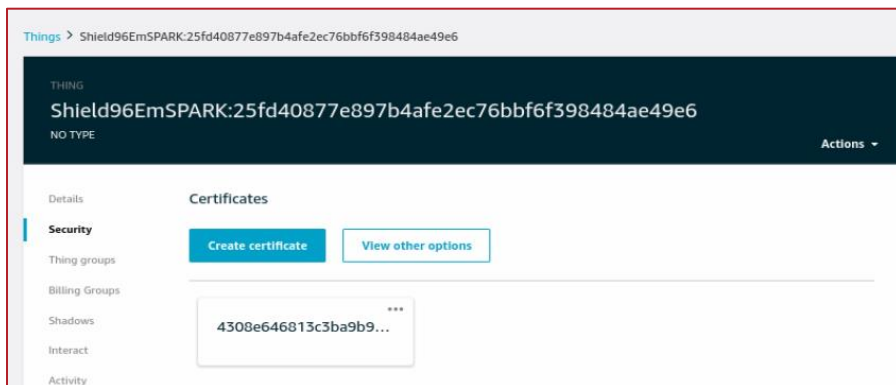 Things > Shield96EmSPARK:25fd40877e897b4afe2ec76bbf6f398484ae49e6
THING
Shield96EmSPARK:25fd40877e897b4afe2ec76bbf6f398484ae49e6
NO TYPE
Actions
Details
Security
Thing groups
Billing Groups
Shadows
Interact
Activity
Certificates
Create certificate
View other options
4308e646813c3ba9b9...